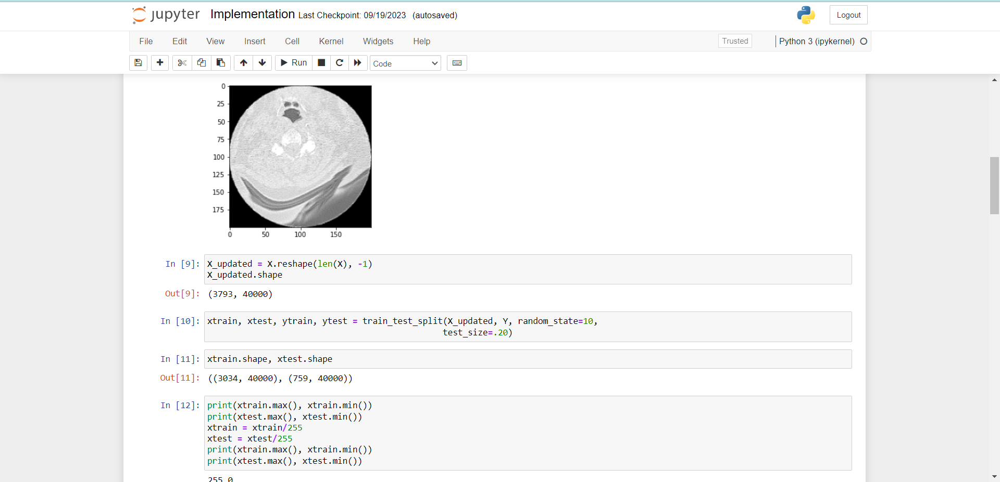 jupyter Implementation Last Checkpoint: 09/19/2023 (autosaved) Logout
File Edit View Insert Cell Kernel Widgets Help Trusted Python 3 (ipykernel)
Run Code
0
25
50
75
100
125
150
175
0 50 100 150
In [9]: X_updated = X.reshape(len(X), -1)
X_updated.shape
Out[9]: (3793, 40000)
In [10]: xtrain, xtest, ytrain, ytest = train_test_split(X_updated, Y, random_state=10,
test_size=.20)
In [11]: xtrain.shape, xtest.shape
Out[11]: ((3034, 40000), (759, 40000))
In [12]: print(xtrain.max(), xtrain.min())
print(xtest.max(), xtest.min())
xtrain = xtrain/255
xtest = xtest/255
print(xtrain.max(), xtrain.min())
print(xtest.max(), xtest.min())
255 0